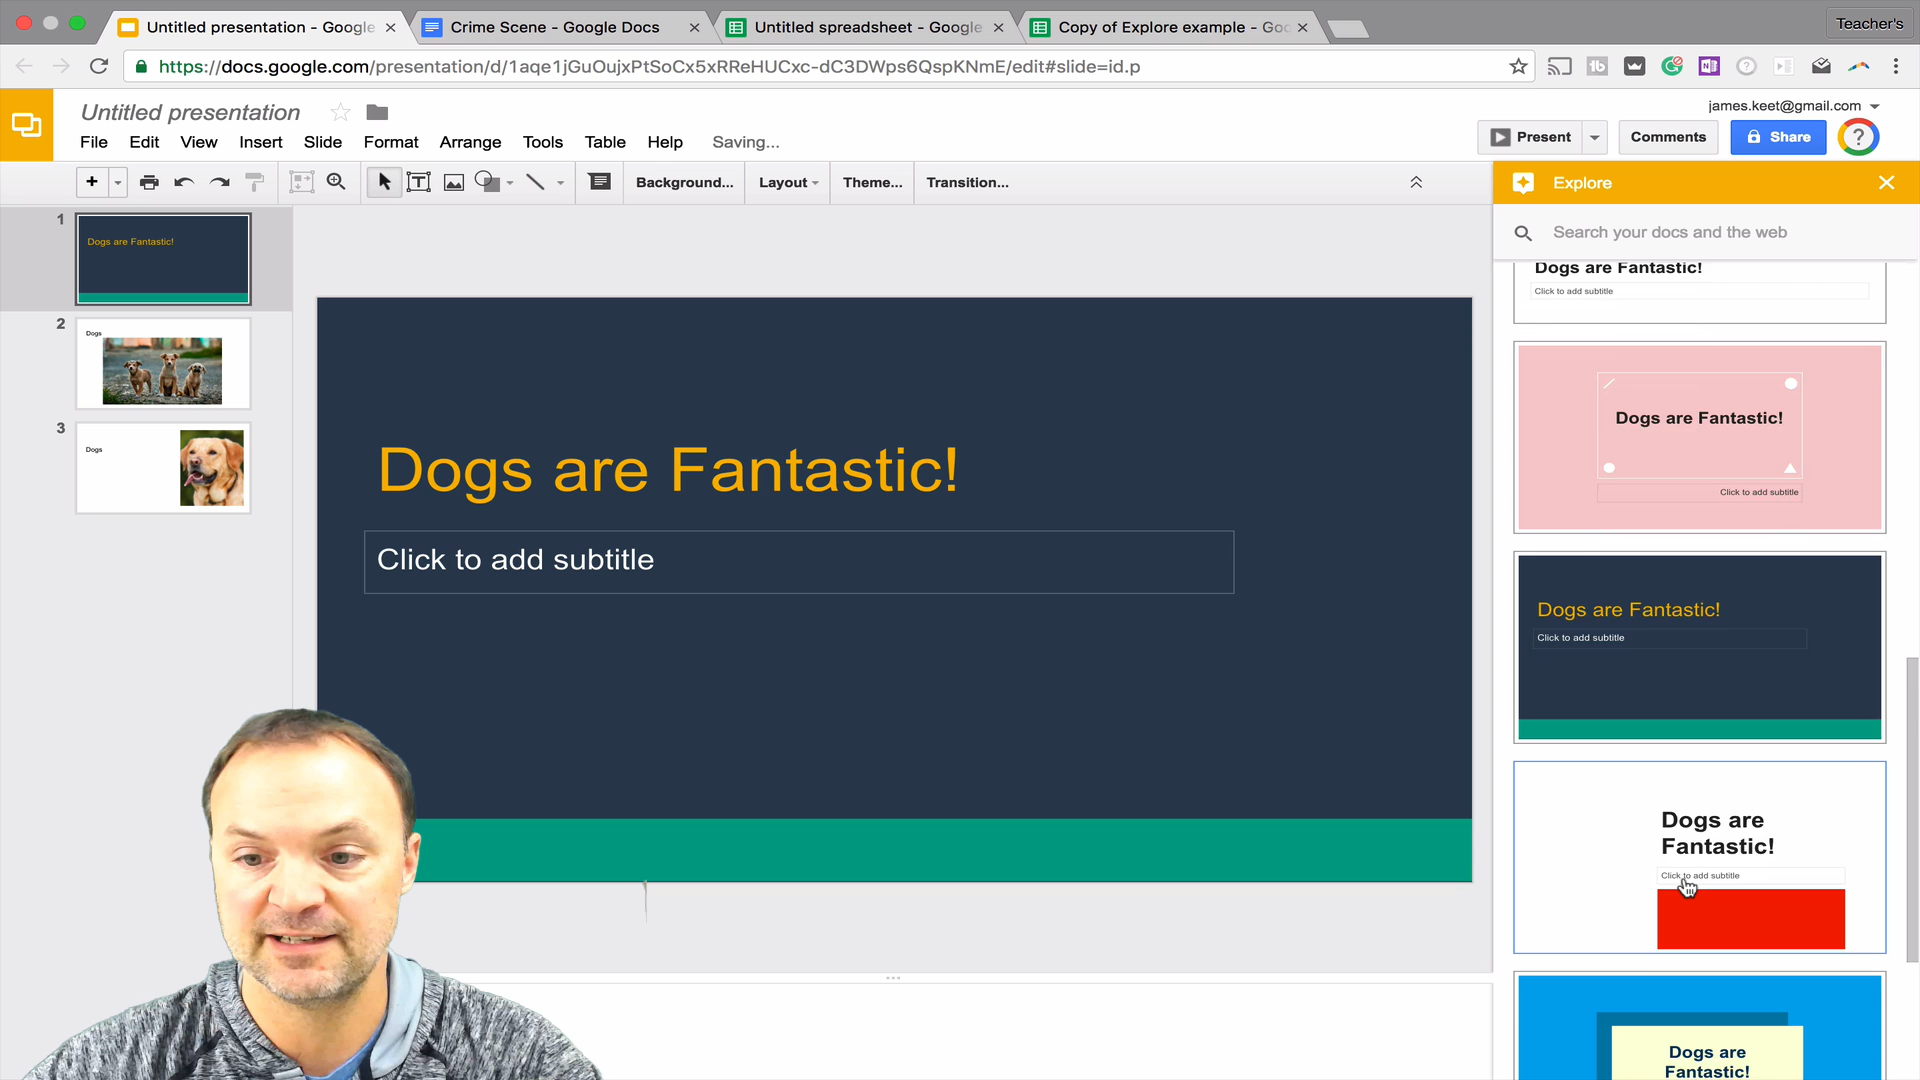 Untitled presentation - Google
Crime Scene - Google Docs
Untitled spreadsheet - Google
Copy of Explore example - Goo
Teacher's
https://docs.google.com/presentation/d/1aqe1jGuOujxPtSoCx5xRReHUCxc-dC3DWps6QspKNmE/edit#slide=id.p
Untitled presentation
james.keet@gmail.com
File Edit View Insert Slide Format Arrange Tools Table Help Saving...
Present
Comments
Share
Background... Layout Theme... Transition...
Explore
Search your docs and the web
1
Dogs are Fantastic!
2
Dogs
3
Dogs
Dogs are Fantastic!
Click to add subtitle
Dogs are Fantastic!
Click to add subtitle
Dogs are Fantastic!
Click to add subtitle
Dogs are Fantastic!
Click to add subtitle
Dogs are
Fantastic!
Click to add subtitle
Dogs are
Fantastic!